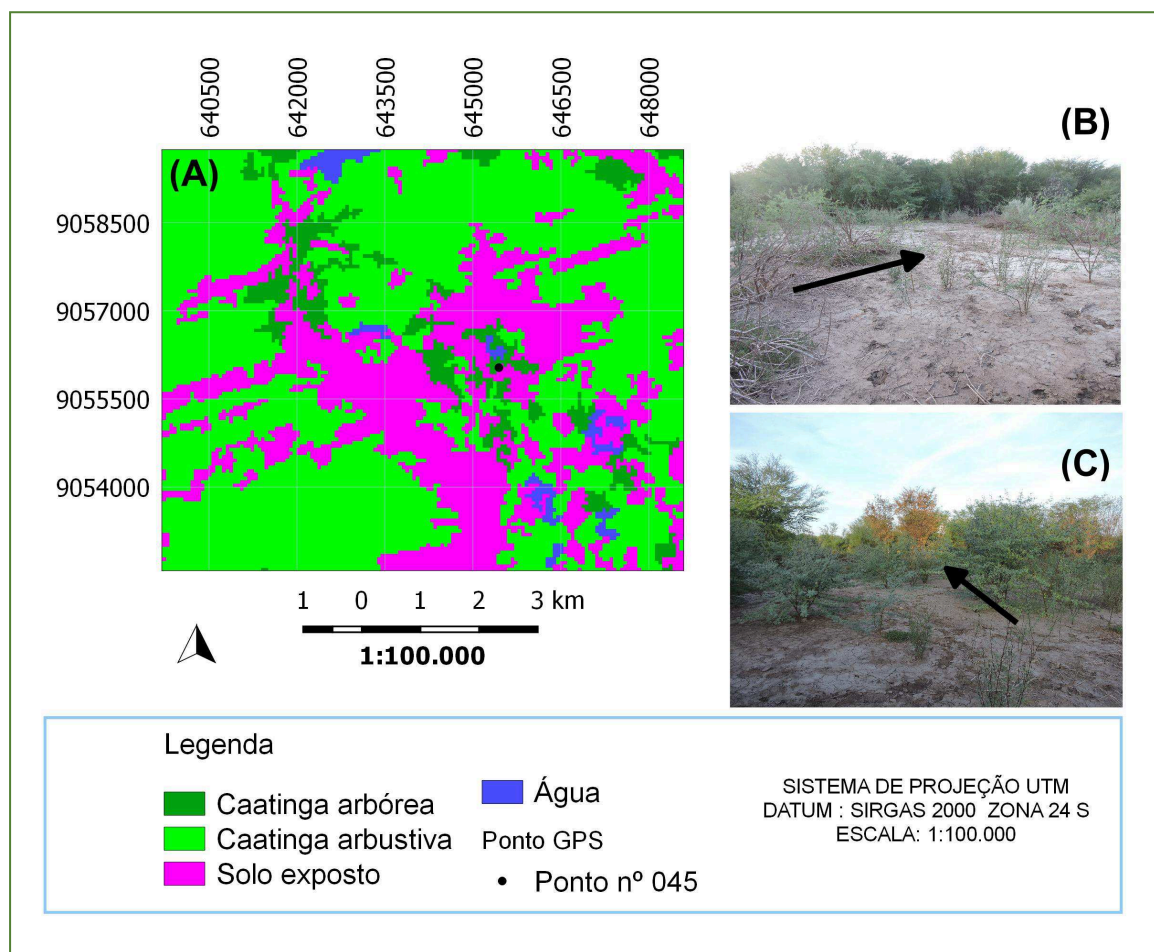 640500
642000
643500
645000
646500
648000
(A)
9058500
9057000
9055500
9054000
1 0 1 2 3 km
1:100.000
(B)
(C)
Legenda
Caatinga arbórea
Caatinga arbustiva
Solo exposto
Água
Ponto GPS
Ponto nº 045
SISTEMA DE PROJEÇÃO UTM
DATUM : SIRGAS 2000 ZONA 24 S
ESCALA: 1:100.000